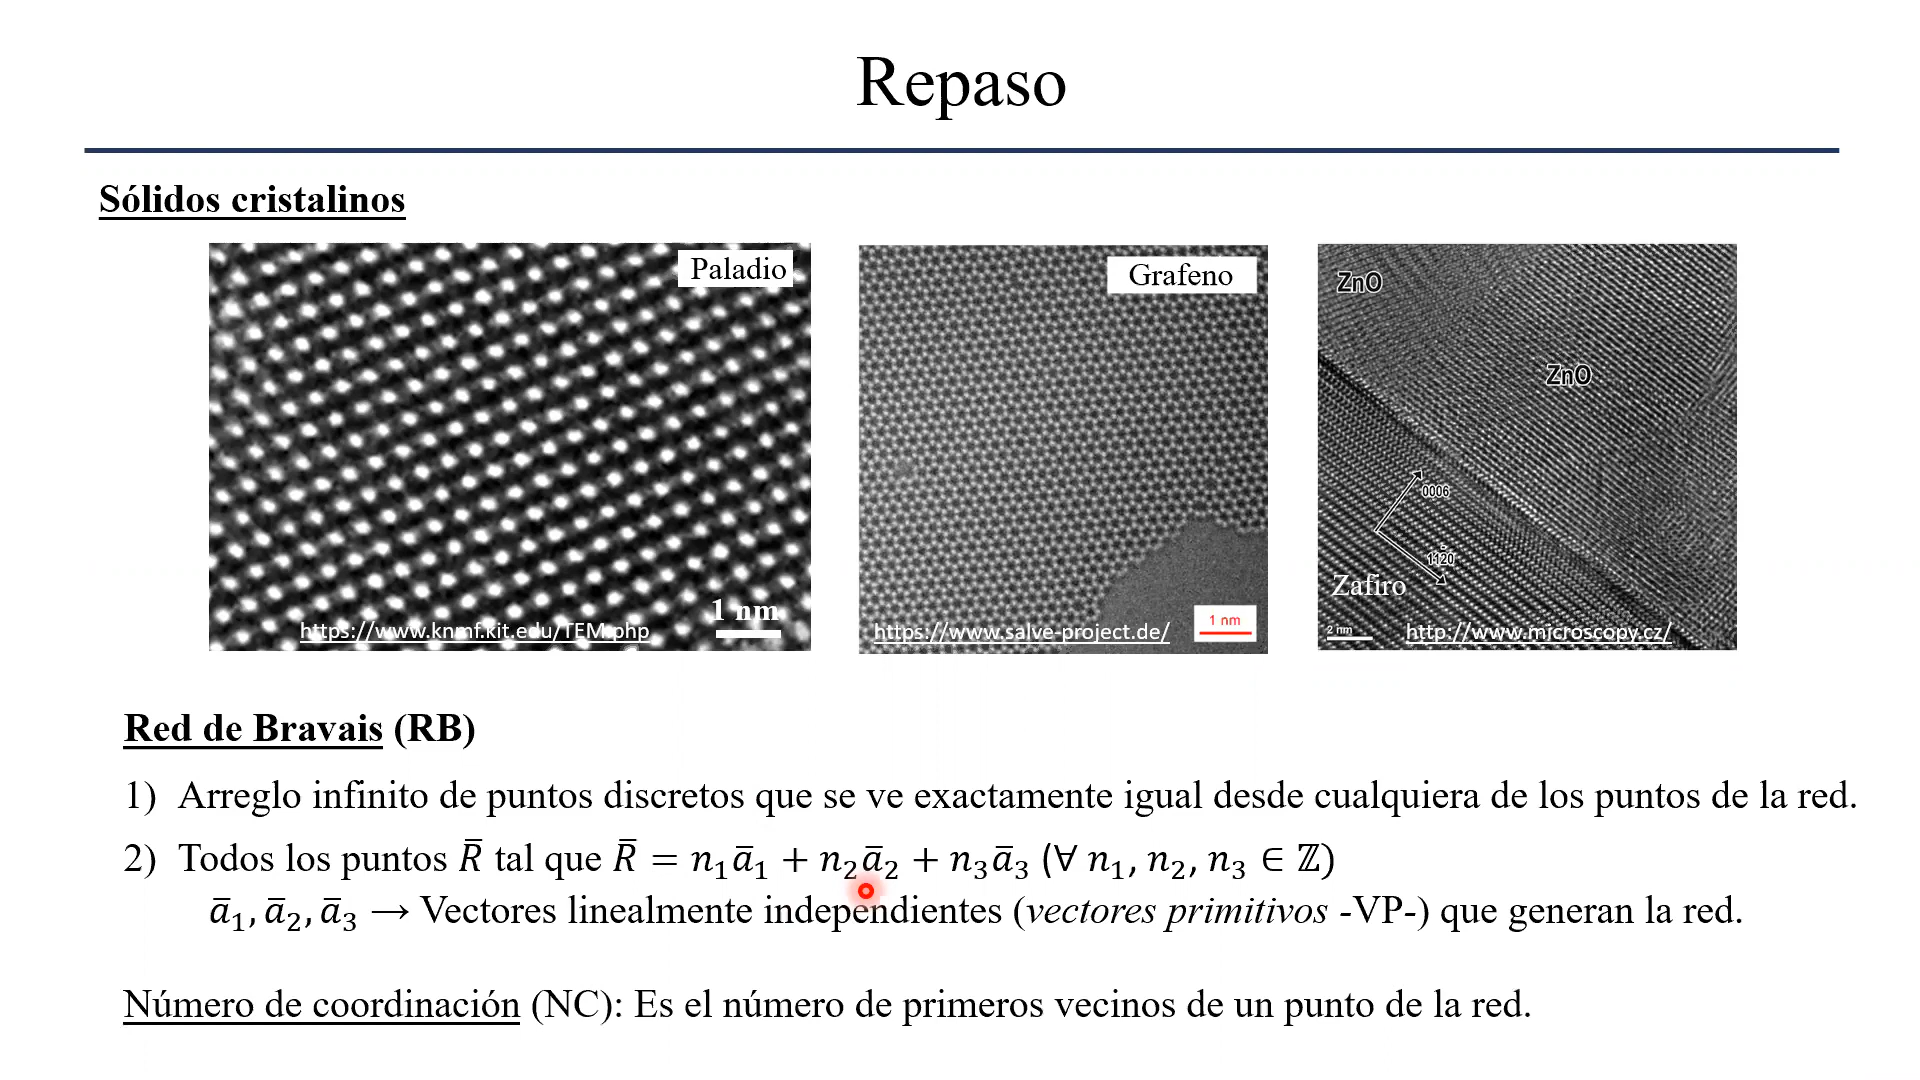 Repaso
Sólidos cristalinos
Paladio
1 nm
https://www.knmf.kit.edu/TEM.php
Grafeno
1 nm
https://www.salve-project.de/
ZnO
ZnO
0006
112̄0
Zafiro
2 nm
http://www.microscopy.cz/
Red de Bravais (RB)
1) Arreglo infinito de puntos discretos que se ve exactamente igual desde cualquiera de los puntos de la red.
2) Todos los puntos R̄ tal que R̄ = n₁ā₁ + n₂ā₂ + n₃ā₃ (∀ n₁, n₂, n₃ ∈ ℤ)
ā₁, ā₂, ā₃ → Vectores linealmente independientes (vectores primitivos -VP-) que generan la red.
Número de coordinación (NC): Es el número de primeros vecinos de un punto de la red.